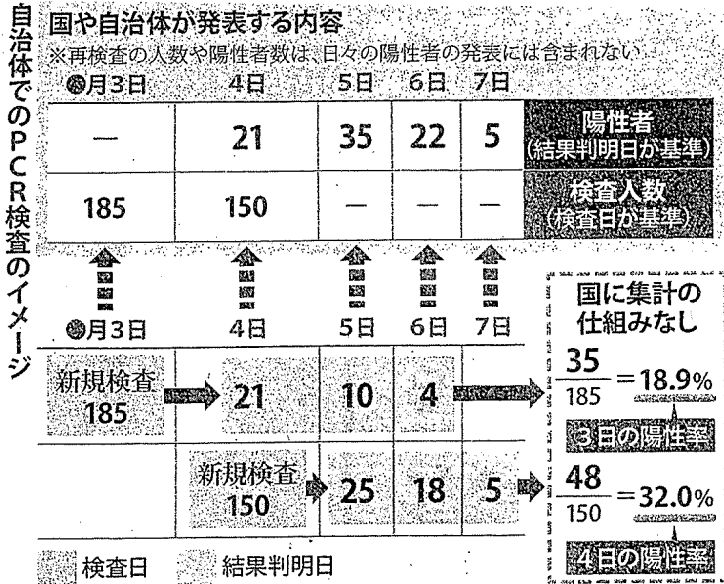 自治体でのPCR検査のイメージ
国や自治体が発表する内容
※再検査の人数や陽性者数は、日々の陽性者の発表には含まれない
●月3日 4日 5日 6日 7日
— 21 35 22 5 陽性者
(結果判明日が基準)
185 150 — — — 検査人数
(検査日が基準)
●月3日 4日 5日 6日 7日
新規検査
185
21 10 4
新規検査
150
25 18 5
検査日 結果判明日
国に集計の
仕組みなし
35
185
=18.9%
3日の陽性率
48
150
=32.0%
4日の陽性率